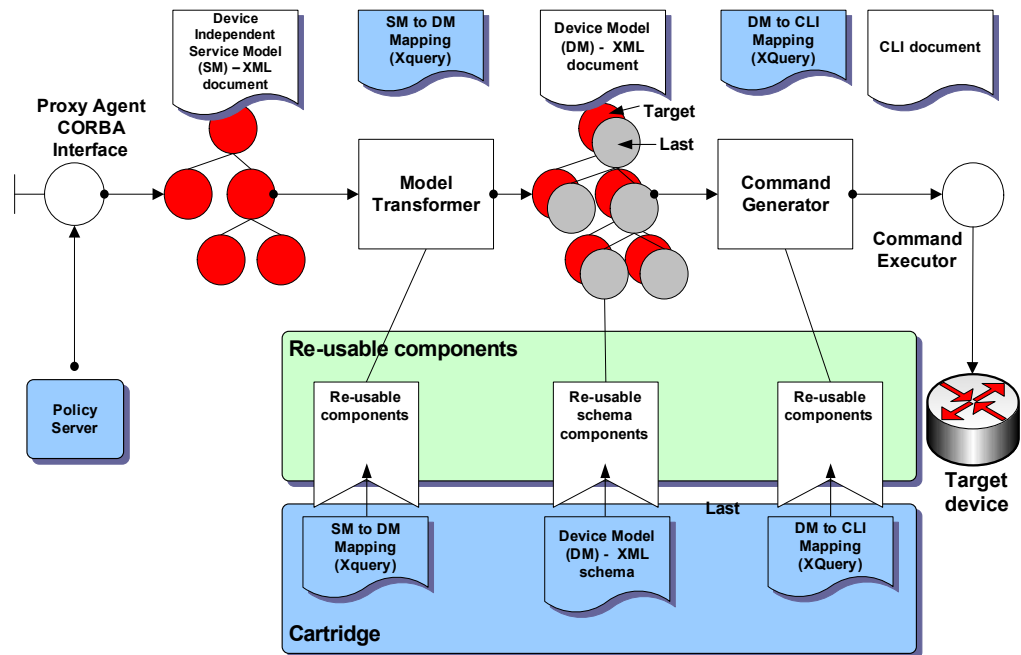 Device
Independent
Service Model
(SM) – XML
document
SM to DM
Mapping
(Xquery)
Device Model
(DM) - XML
document
DM to CLI
Mapping
(XQuery)
CLI document
Proxy Agent
CORBA
Interface
Target
Last
Model
Transformer
Command
Generator
Command
Executor
Policy
Server
Re-usable components
Re-usable
components
Re-usable
schema
components
Re-usable
components
Target
device
Last
SM to DM
Mapping
(Xquery)
Device Model
(DM) - XML
schema
DM to CLI
Mapping
(XQuery)
Cartridge